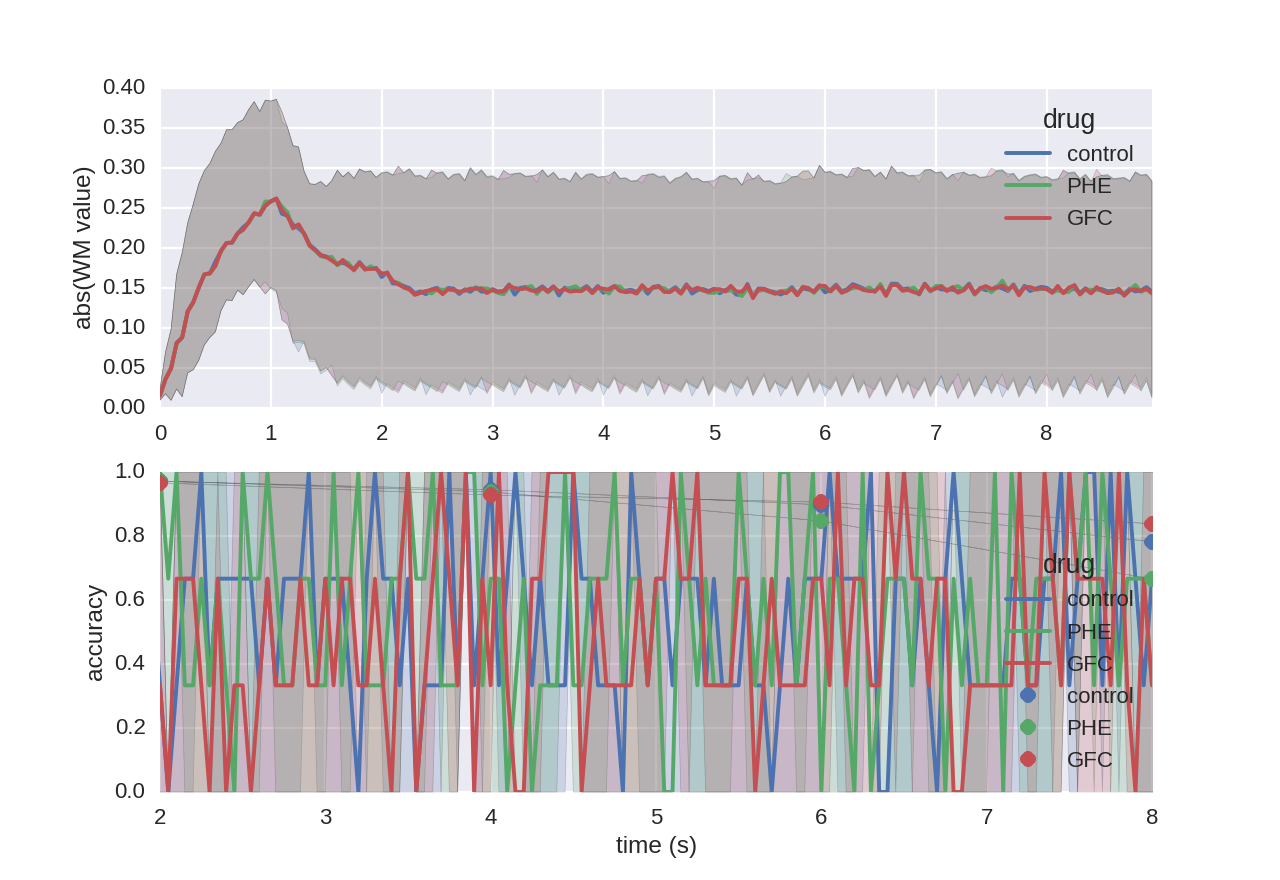 0.40
0.35
0.30
0.25
0.20
0.15
0.10
0.05
0.00
abs(WM value)
drug
control
PHE
GFC
0 1 2 3 4 5 6 7 8
1.0
0.8
0.6
0.4
0.2
0.0
accuracy
drug
control
PHE
GFC
control
PHE
GFC
2 3 4 5 6 7 8
time (s)